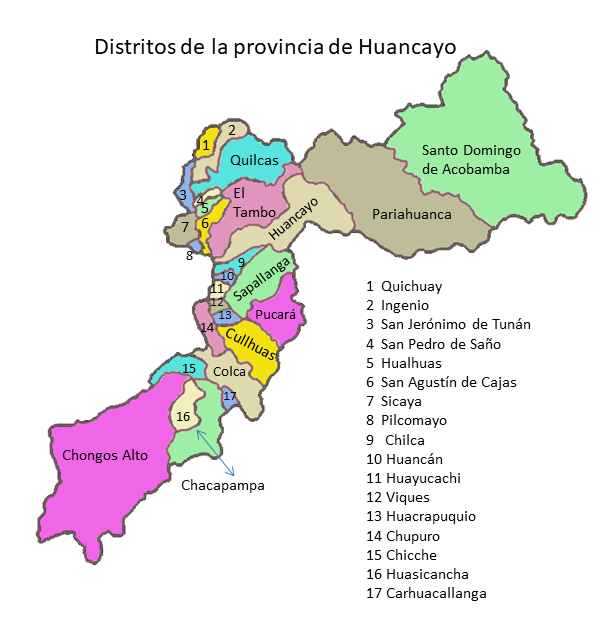 Distritos de la provincia de Huancayo
1
2
Quilcas
Santo Domingo
de Acobamba
3
4
El
Tambo
5
6
7
8
Huancayo
Pariahuanca
9
10
Sapallanga
11
12
13
Pucará
14
Cullhuas
15
Colca
16
17
Chongos Alto
Chacapampa
1 Quichuay
2 Ingenio
3 San Jerónimo de Tunán
4 San Pedro de Saño
5 Hualhuas
6 San Agustín de Cajas
7 Sicaya
8 Pilcomayo
9 Chilca
10 Huancán
11 Huayucachi
12 Viques
13 Huacrapuquio
14 Chupuro
15 Chicche
16 Huasicancha
17 Carhuacallanga